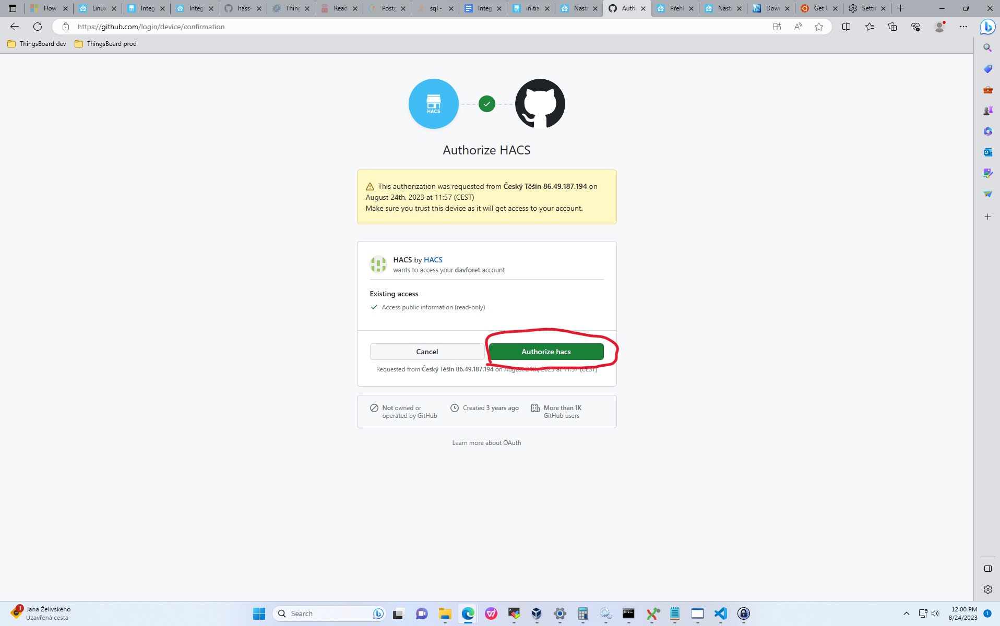 How
Linux
Integ
Integ
hass-
Thing
Read
Postg
sql -
Integ
Initia
Nasta
Auth
Přehl
Nasta
Dow
Get U
Settin
https://github.com/login/device/confirmation
ThingsBoard dev
ThingsBoard prod
HACS
Authorize HACS
This authorization was requested from Český Těšín 86.49.187.194 on
August 24th, 2023 at 11:57 (CEST)
Make sure you trust this device as it will get access to your account.
HACS by HACS
wants to access your davforet account
Existing access
Access public information (read-only)
Cancel
Authorize hacs
Requested from Český Těšín 86.49.187.194 on August 24th, 2023 at 11:57 (CEST)
Not owned or
operated by GitHub
Created 3 years ago
More than 1K
GitHub users
Learn more about OAuth
1
Jana Želivského
Uzavřená cesta
Search
12:00 PM
8/24/2023
1